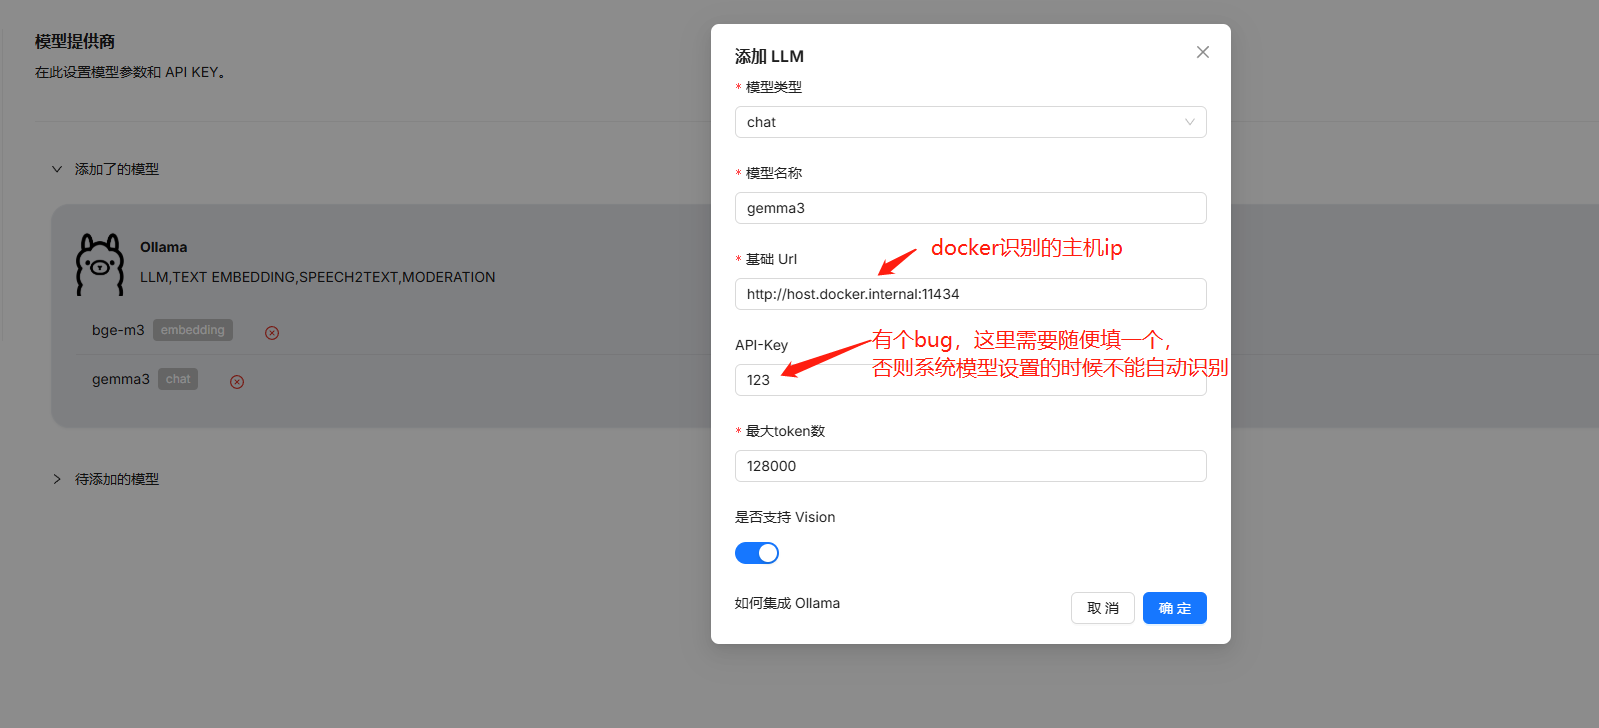 模型提供商
在此设置模型参数和 API KEY。
添加了的模型
Ollama
LLM,TEXT EMBEDDING,SPEECH2TEXT,MODERATION
bge-m3 embedding
gemma3 chat
待添加的模型
添加 LLM
* 模型类型
chat
* 模型名称
gemma3
docker识别的主机ip
* 基础 Url
http://host.docker.internal:11434
有个bug，这里需要随便填一个，
API-Key
否则系统模型设置的时候不能自动识别
123
* 最大token数
128000
是否支持 Vision
如何集成 Ollama
取 消
确 定